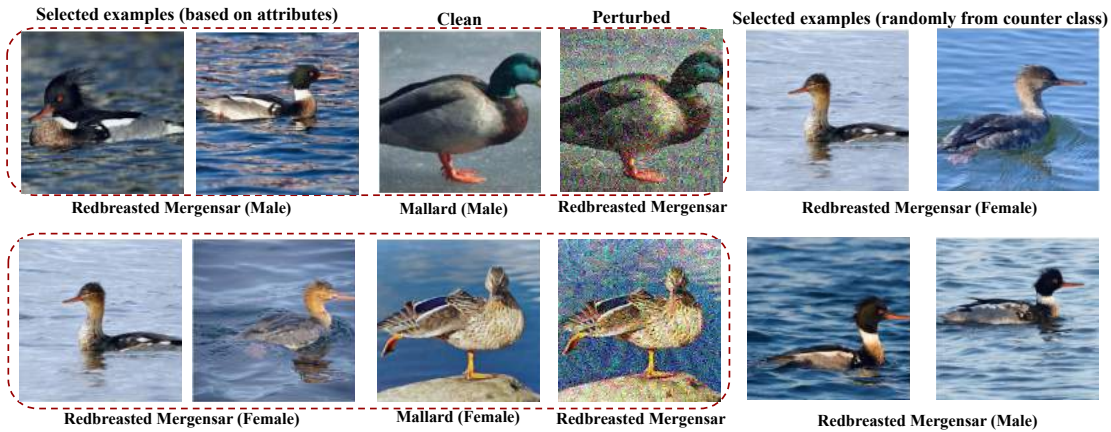 Selected examples (based on attributes)
Clean
Perturbed
Selected examples (randomly from counter class)
Redbreasted Mergensar (Male)
Mallard (Male)
Redbreasted Mergensar
Redbreasted Mergensar (Female)
Redbreasted Mergensar (Female)
Mallard (Female)
Redbreasted Mergensar
Redbreasted Mergensar (Male)